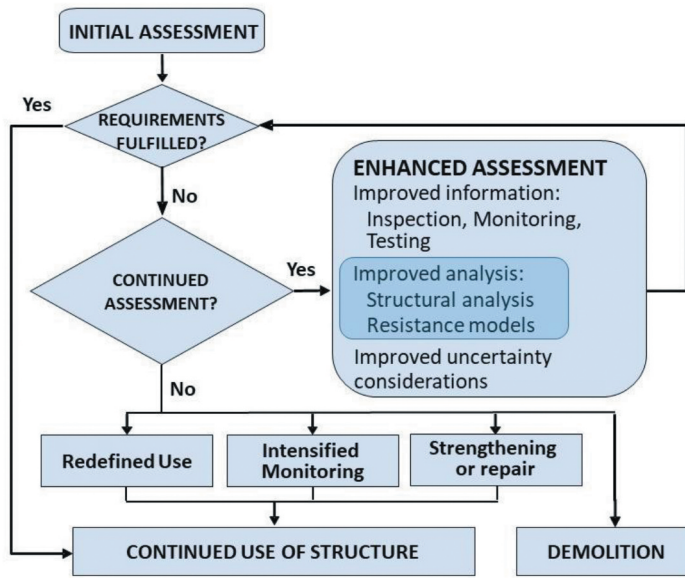 INITIAL ASSESSMENT
Yes
REQUIREMENTS
FULFILLED?
No
ENHANCED ASSESSMENT
Improved information:
Inspection, Monitoring,
Testing
Improved analysis:
Structural analysis
Resistance models
Improved uncertainty
considerations
CONTINUED
ASSESSMENT?
Yes
No
Redefined Use
Intensified
Monitoring
Strengthening
or repair
CONTINUED USE OF STRUCTURE
DEMOLITION